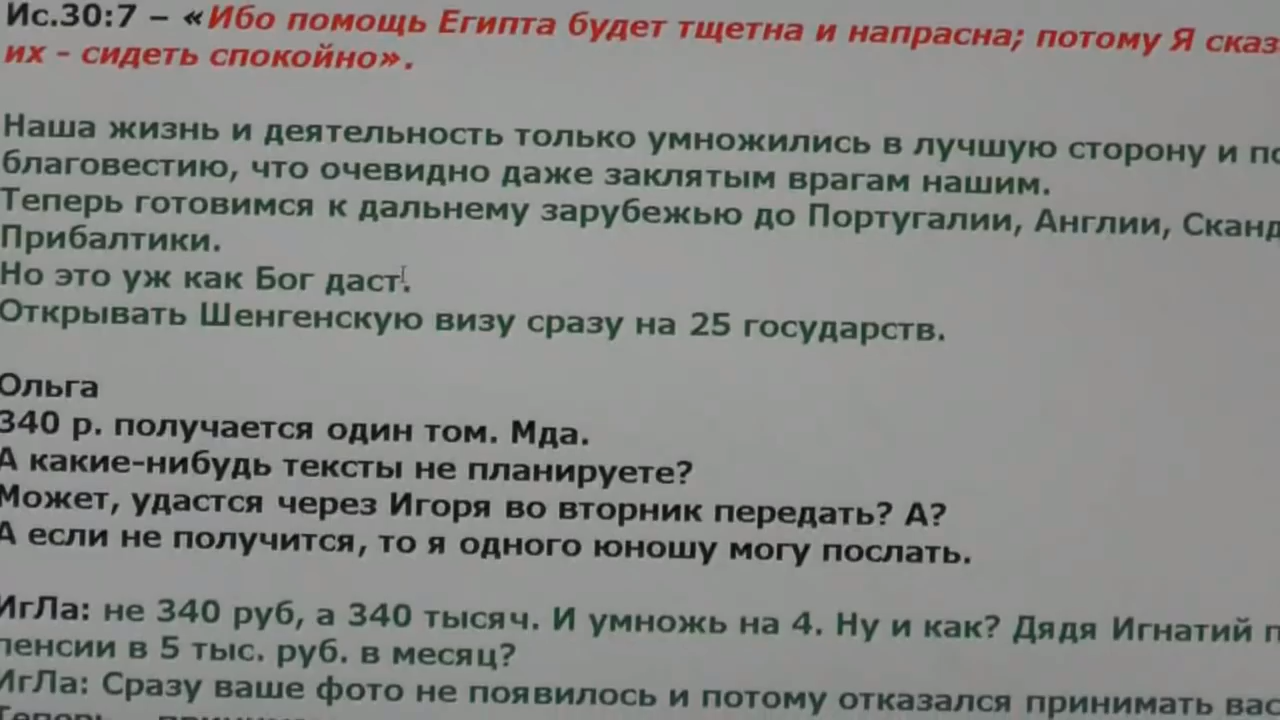 Ис.30:7 – «Ибо помощь Египта будет тщетна и напрасна; потому Я сказ
их - сидеть спокойно».
Наша жизнь и деятельность только умножились в лучшую сторону и по
благовестию, что очевидно даже заклятым врагам нашим.
Теперь готовимся к дальнему зарубежью до Португалии, Англии, Сканд
Прибалтики.
Но это уж как Бог даст.
Открывать Шенгенскую визу сразу на 25 государств.
Ольга
340 р. получается один том. Мда.
А какие-нибудь тексты не планируете?
Может, удастся через Игоря во вторник передать? А?
А если не получится, то я одного юношу могу послать.
ИгЛа: не 340 руб, а 340 тысяч. И умножь на 4. Ну и как? Дядя Игнатий п
пенсии в 5 тыс. руб. в месяц?
ИгЛа: Сразу ваше фото не появилось и потому отказался принимать вас
Теперь